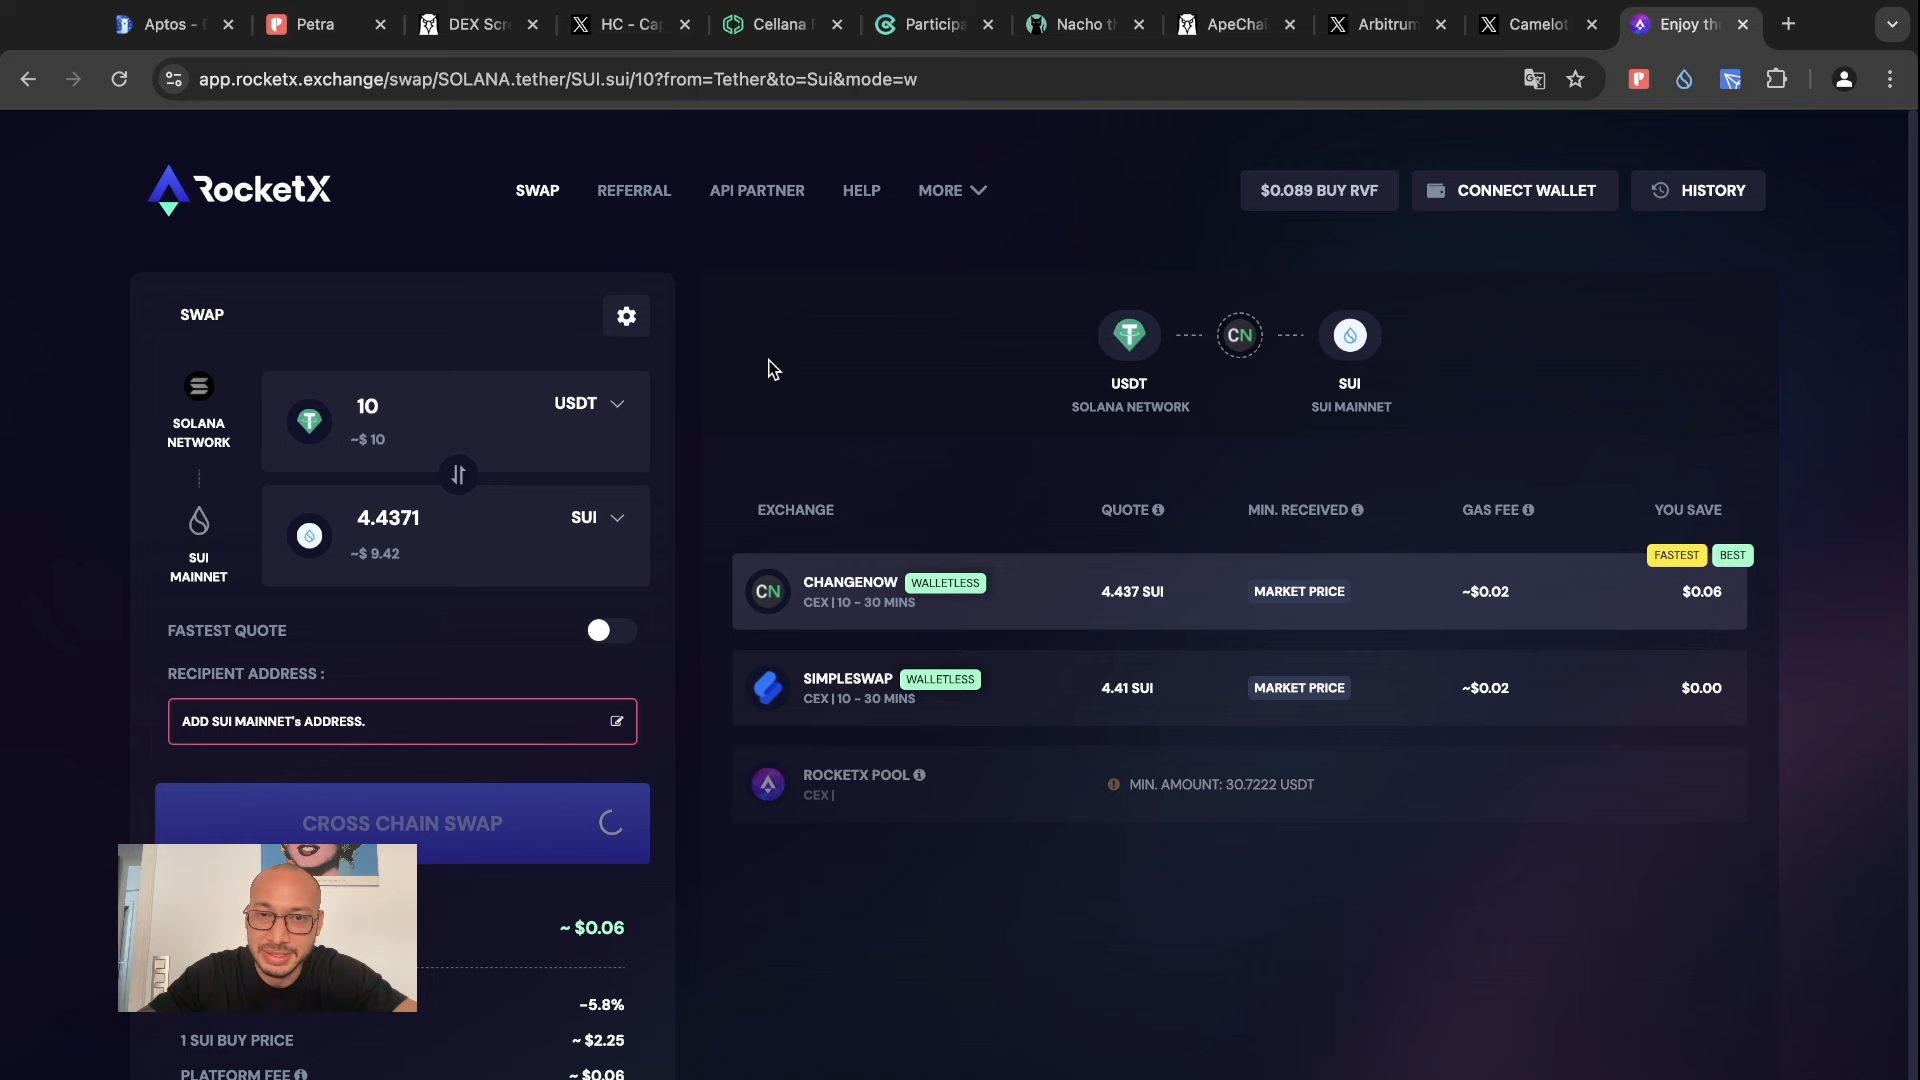 Aptos -
Petra
DEX Scr
HC - Ca
Cellana
Participa
Nacho t
ApeChai
Arbitrum
Camelot
Enjoy the
app.rocketx.exchange/swap/SOLANA.tether/SUI.sui/10?from=Tether&to=Sui&mode=w
RocketX
SWAP
REFERRAL
API PARTNER
HELP
MORE
$0.089 BUY RVF
CONNECT WALLET
HISTORY
SWAP
SOLANA
NETWORK
10
USDT
~$ 10
SUI
MAINNET
4.4371
SUI
~$ 9.42
FASTEST QUOTE
RECIPIENT ADDRESS :
ADD SUI MAINNET's ADDRESS.
CROSS CHAIN SWAP
~ $0.06
-5.8%
1 SUI BUY PRICE
~ $2.25
PLATFORM FEE
~ $0.06
CN
USDT
SOLANA NETWORK
SUI
SUI MAINNET
EXCHANGE
QUOTE
MIN. RECEIVED
GAS FEE
YOU SAVE
FASTEST
BEST
CN
CHANGENOW
WALLETLESS
CEX | 10 - 30 MINS
4.437 SUI
MARKET PRICE
~$0.02
$0.06
SIMPLESWAP
WALLETLESS
CEX | 10 - 30 MINS
4.41 SUI
MARKET PRICE
~$0.02
$0.00
ROCKETX POOL
CEX |
MIN. AMOUNT: 30.7222 USDT